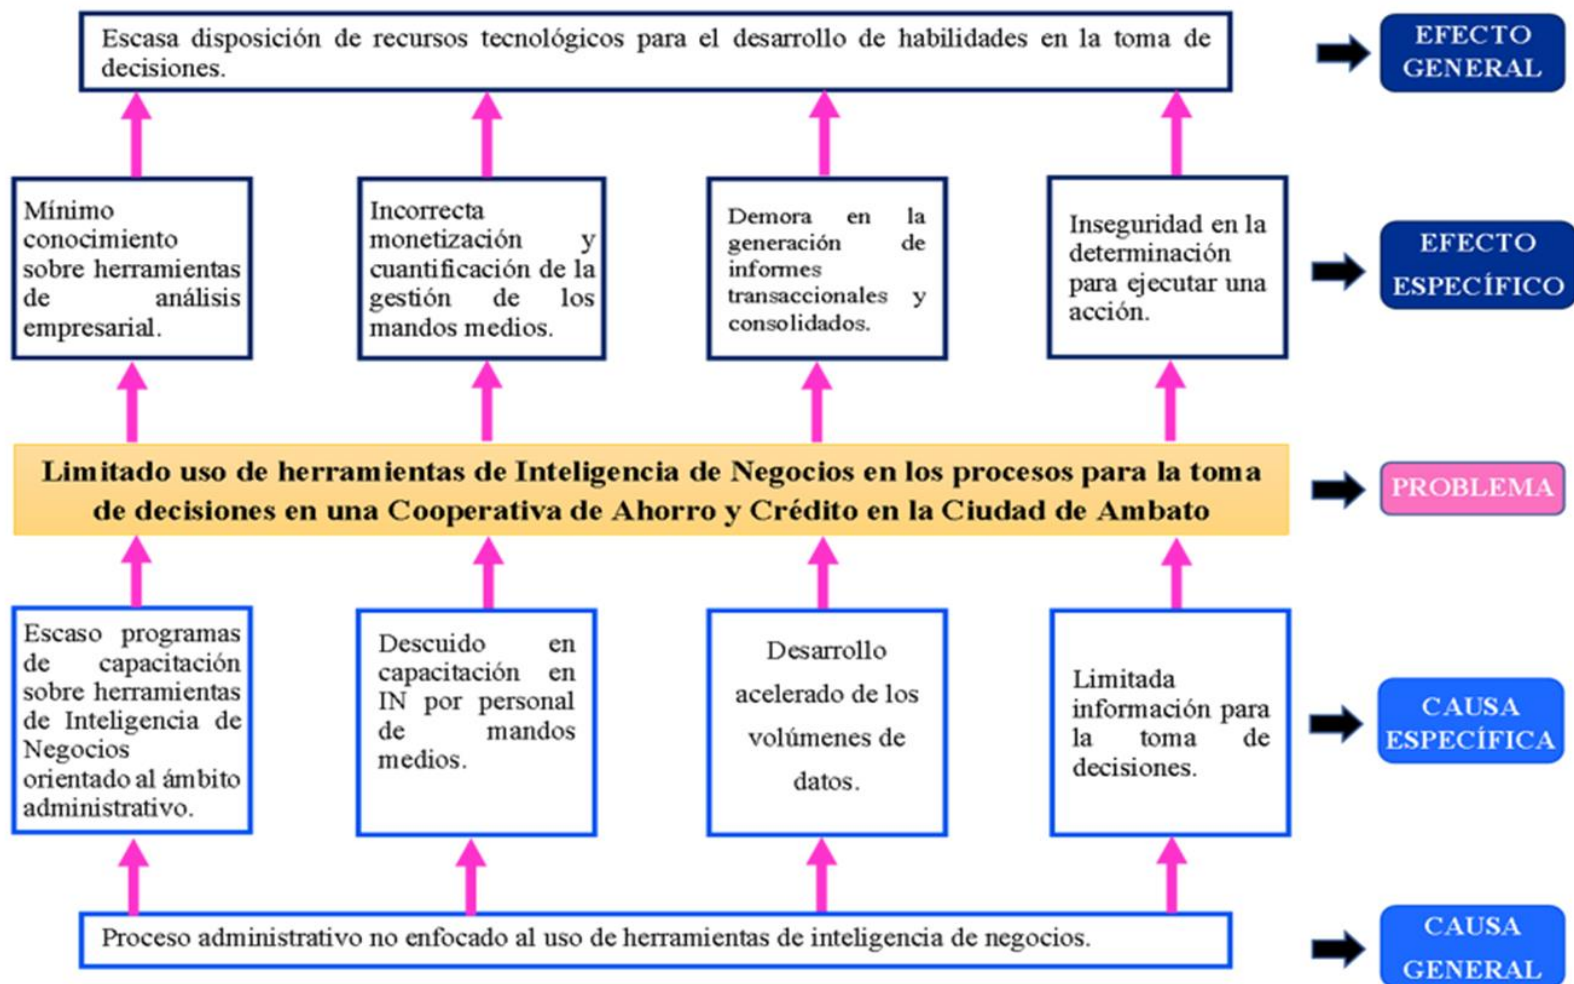 Escasa disposición de recursos tecnológicos para el desarrollo de habilidades en la toma de
decisiones.
EFECTO
GENERAL
Mínimo
conocimiento
sobre herramientas
de análisis
empresarial.
Incorrecta
monetización y
cuantificación de la
gestión de los
mandos medios.
Demora en la
generación de
informes
transaccionales y
consolidados.
Inseguridad en la
determinación
para ejecutar una
acción.
EFECTO
ESPECÍFICO
Limitado uso de herramientas de Inteligencia de Negocios en los procesos para la toma
de decisiones en una Cooperativa de Ahorro y Crédito en la Ciudad de Ambato
PROBLEMA
Escaso programas
de capacitación
sobre herramientas
de Inteligencia de
Negocios
orientado al ámbito
administrativo.
Descuido en
capacitación en
IN por personal
de mandos
medios.
Desarrollo
acelerado de los
volúmenes de
datos.
Limitada
información para
la toma de
decisiones.
CAUSA
ESPECÍFICA
Proceso administrativo no enfocado al uso de herramientas de inteligencia de negocios.
CAUSA
GENERAL